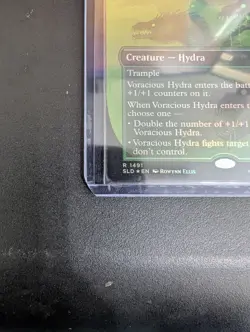 Creature — Hydra
Trample
Voracious Hydra enters the batt
+1/+1 counters on it.
When Voracious Hydra enters t
choose one —
• Double the number of +1/+1
Voracious Hydra.
• Voracious Hydra fights target
don't control.
R 1491
SLD ★ EN Rowynn Ellis